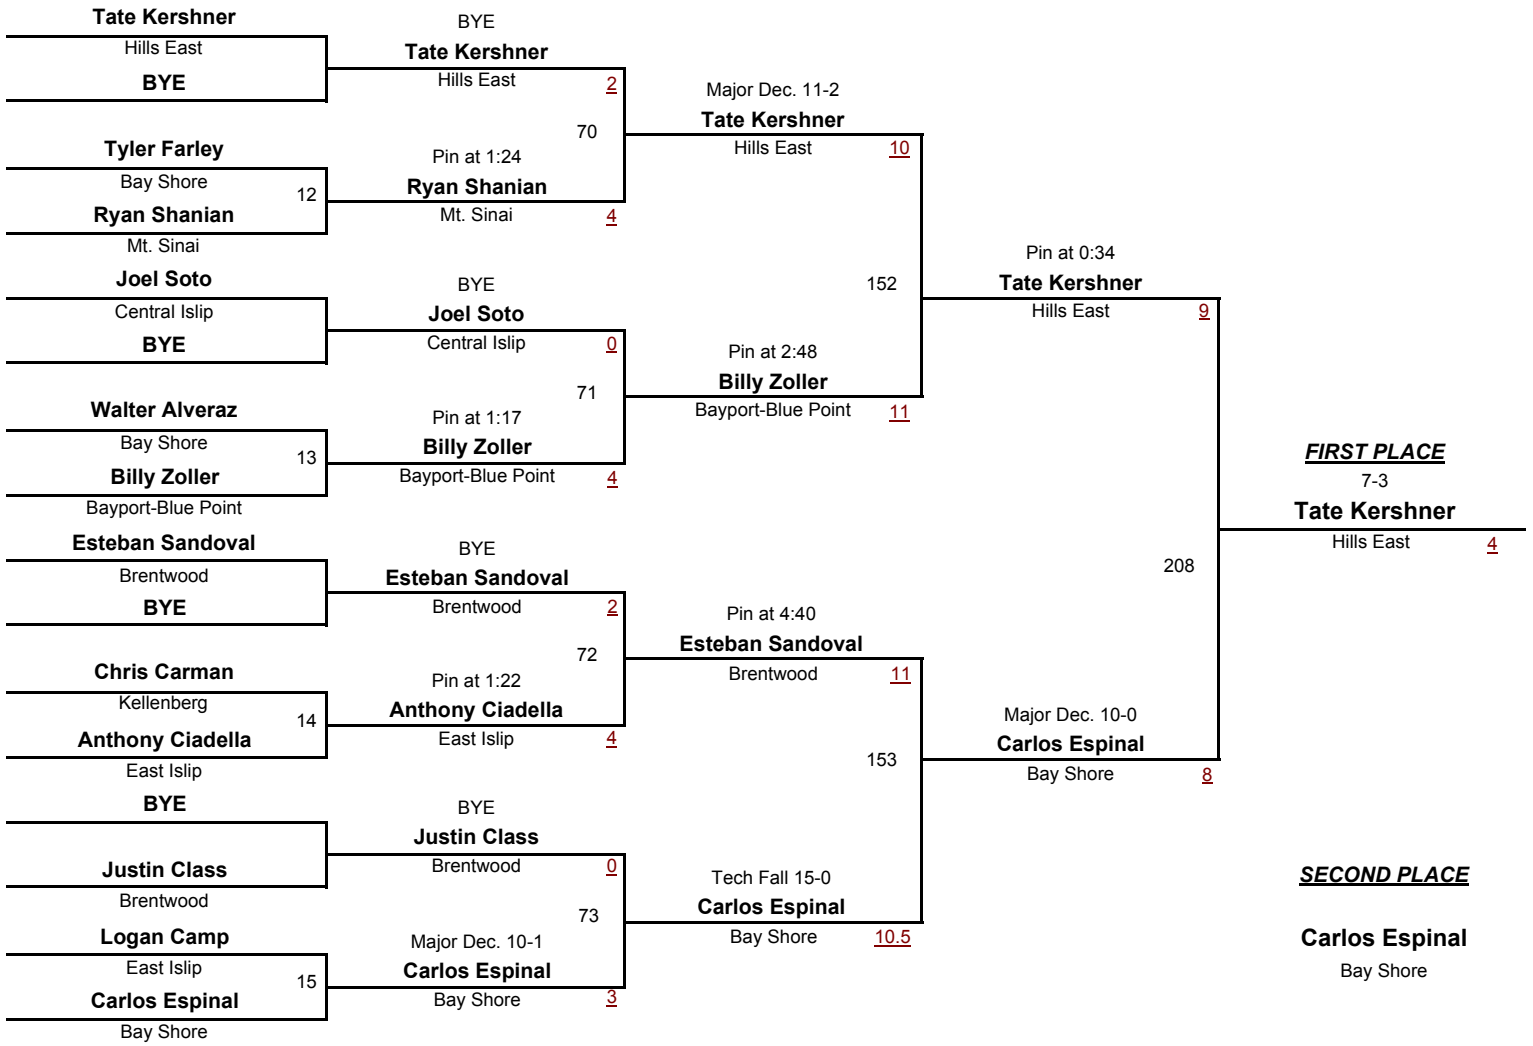 Tate Kershner
Hills East
BYE
Tyler Farley
Bay Shore
12
Ryan Shanian
Mt. Sinai
Joel Soto
Central Islip
BYE
Walter Alveraz
Bay Shore
13
Billy Zoller
Bayport-Blue Point
Esteban Sandoval
Brentwood
BYE
Chris Carman
Kellenberg
14
Anthony Ciadella
East Islip
BYE
Justin Class
Brentwood
Logan Camp
East Islip
15
Carlos Espinal
Bay Shore
BYE
Tate Kershner
Hills East
2
70
Pin at 1:24
Ryan Shanian
Mt. Sinai
4
BYE
Joel Soto
Central Islip
0
71
Pin at 1:17
Billy Zoller
Bayport-Blue Point
4
BYE
Esteban Sandoval
Brentwood
2
72
Pin at 1:22
Anthony Ciadella
East Islip
4
BYE
Justin Class
Brentwood
0
73
Major Dec. 10-1
Carlos Espinal
Bay Shore
3
Major Dec. 11-2
Tate Kershner
Hills East
10
152
Pin at 2:48
Billy Zoller
Bayport-Blue Point
11
Pin at 4:40
Esteban Sandoval
Brentwood
11
153
Tech Fall 15-0
Carlos Espinal
Bay Shore
10.5
Pin at 0:34
Tate Kershner
Hills East
9
208
Major Dec. 10-0
Carlos Espinal
Bay Shore
8
FIRST PLACE
7-3
Tate Kershner
Hills East
4
SECOND PLACE
Carlos Espinal
Bay Shore